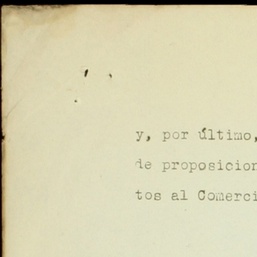 y, por último,
de proposicion
tos al Comerci